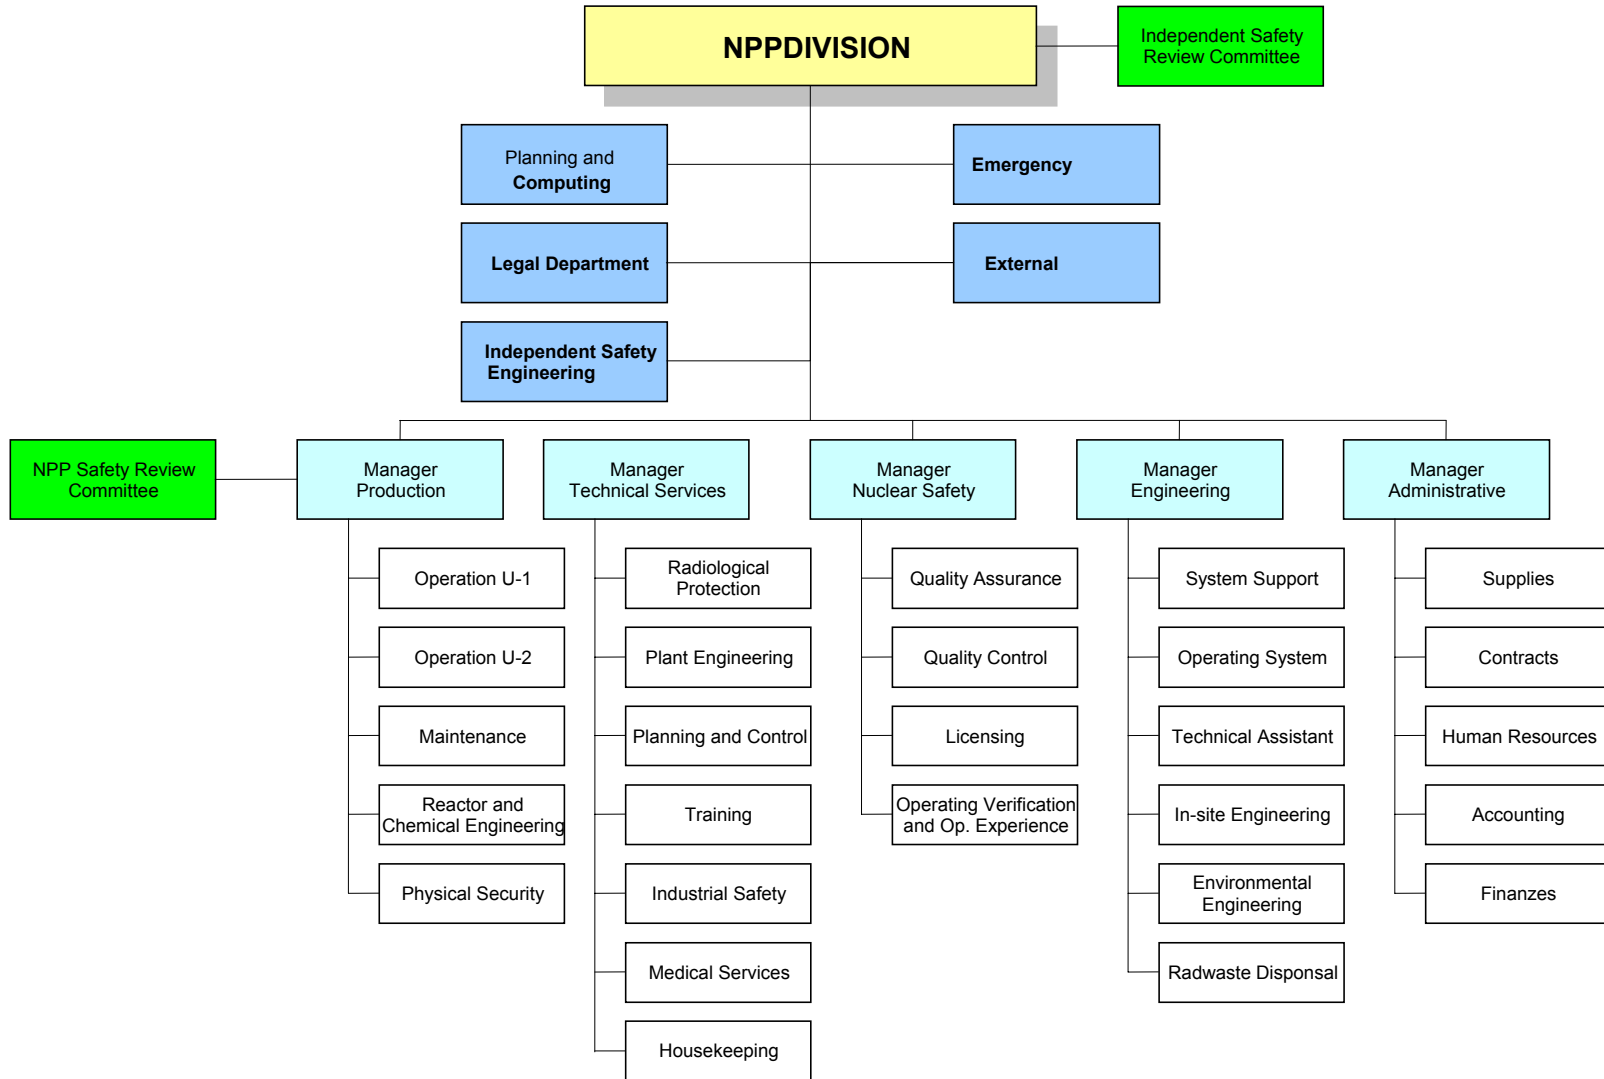 NPPDIVISION
Independent Safety
Review Committee
Planning and
Computing
Emergency
Legal Department
External
Independent Safety
Engineering
NPP Safety Review
Committee
Manager
Production
Manager
Technical Services
Manager
Nuclear Safety
Manager
Engineering
Manager
Administrative
Operation U-1
Radiological
Protection
Quality Assurance
System Support
Supplies
Operation U-2
Plant Engineering
Quality Control
Operating System
Contracts
Maintenance
Planning and Control
Licensing
Technical Assistant
Human Resources
Reactor and
Chemical Engineering
Training
Operating Verification
and Op. Experience
In-site Engineering
Accounting
Physical Security
Industrial Safety
Environmental
Engineering
Finanzes
Medical Services
Radwaste Disponsal
Housekeeping